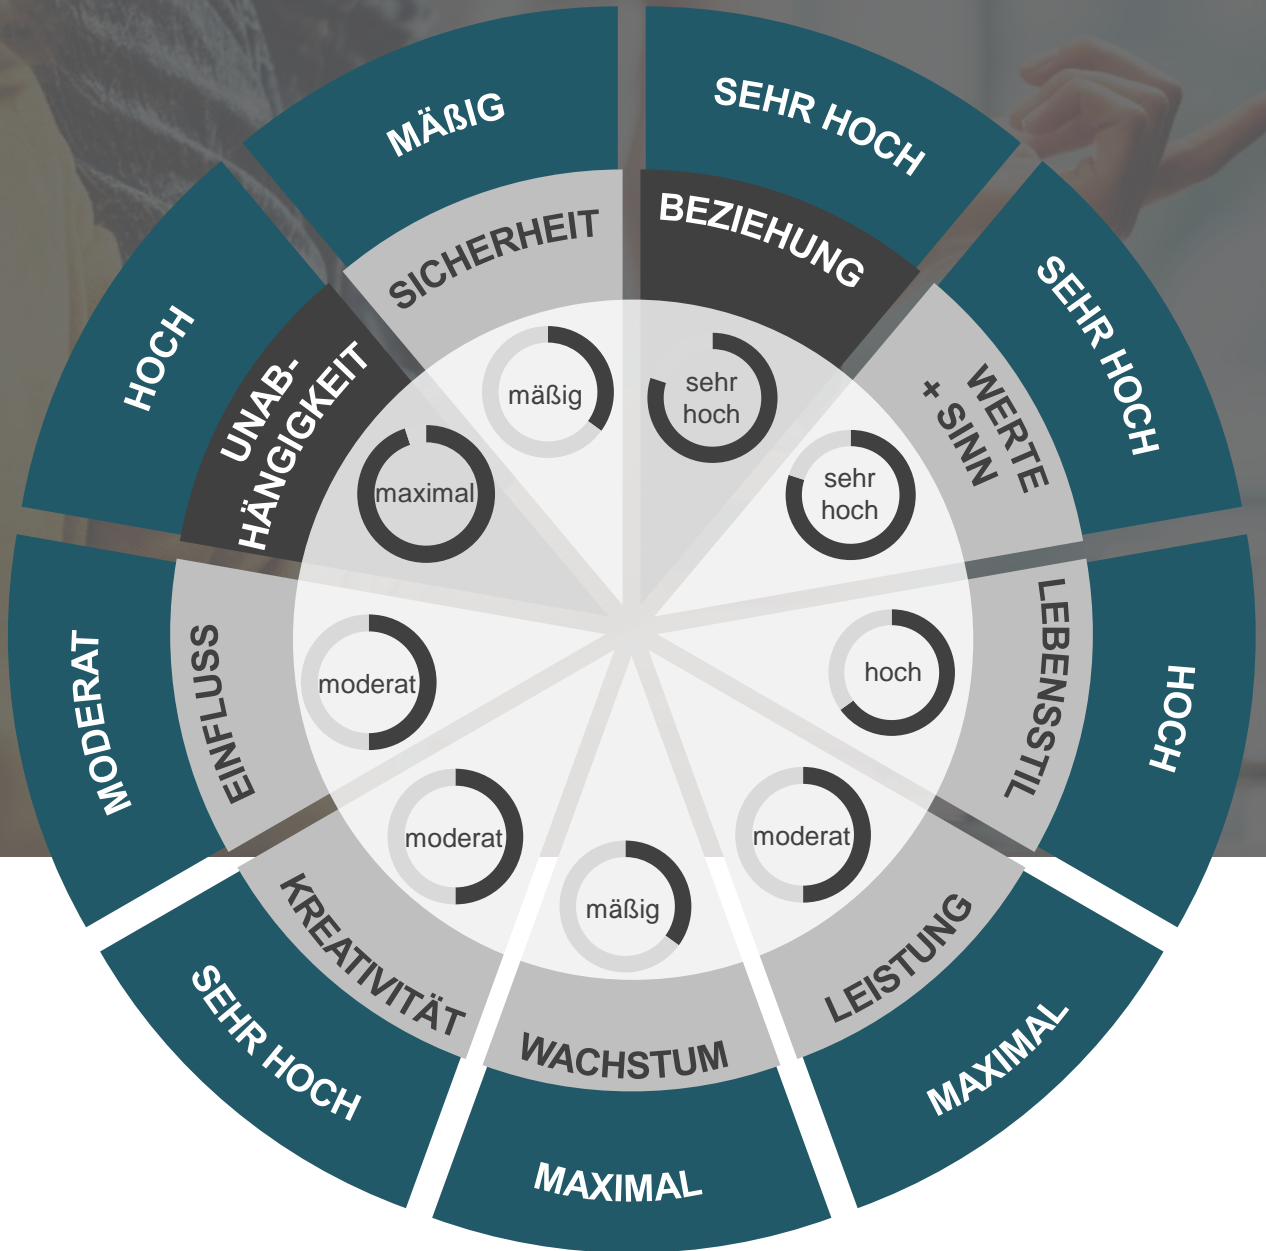 MÄßIG
SEHR HOCH
SEHR HOCH
HOCH
MAXIMAL
MAXIMAL
SEHR HOCH
MODERAT
HOCH
SICHERHEIT
BEZIEHUNG
WERTE
+ SINN
LEBENSSTIL
LEISTUNG
WACHSTUM
KREATIVITÄT
EINFLUSS
UNAB-
HÄNGIGKEIT
mäßig
sehr
hoch
sehr
hoch
hoch
moderat
mäßig
moderat
moderat
maximal